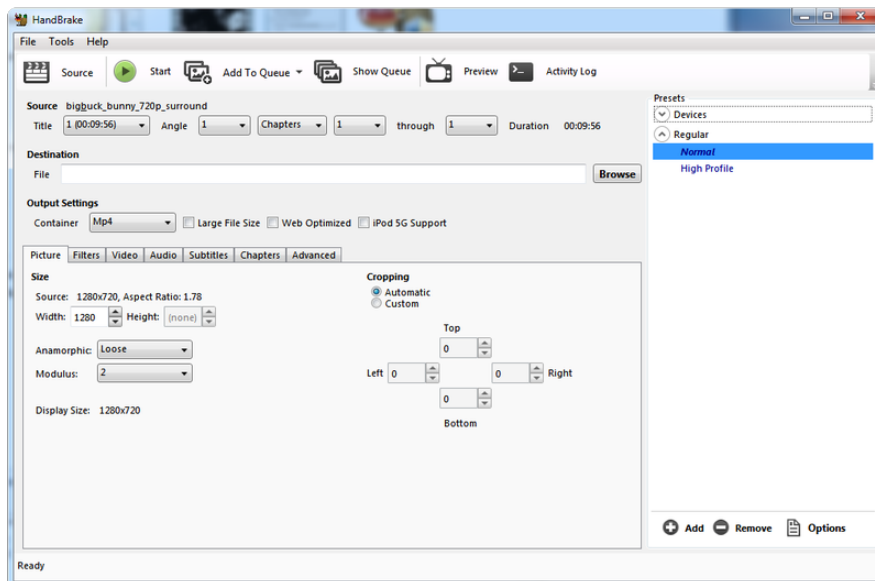 HandBrake
File Tools Help
Source Start Add To Queue Show Queue Preview Activity Log
Source bigbuck_bunny_720p_surround
Title 1 (00:09:56) Angle 1 Chapters 1 through 1 Duration 00:09:56
Destination
File Browse
Output Settings
Container Mp4 Large File Size Web Optimized iPod 5G Support
Picture Filters Video Audio Subtitles Chapters Advanced
Size
Source: 1280x720, Aspect Ratio: 1.78
Width: 1280 Height: (none)
Anamorphic: Loose
Modulus: 2
Display Size: 1280x720
Cropping
Automatic
Custom
Top
0
Left 0 0 Right
0
Bottom
Presets
Devices
Regular
Normal
High Profile
Add Remove Options
Ready